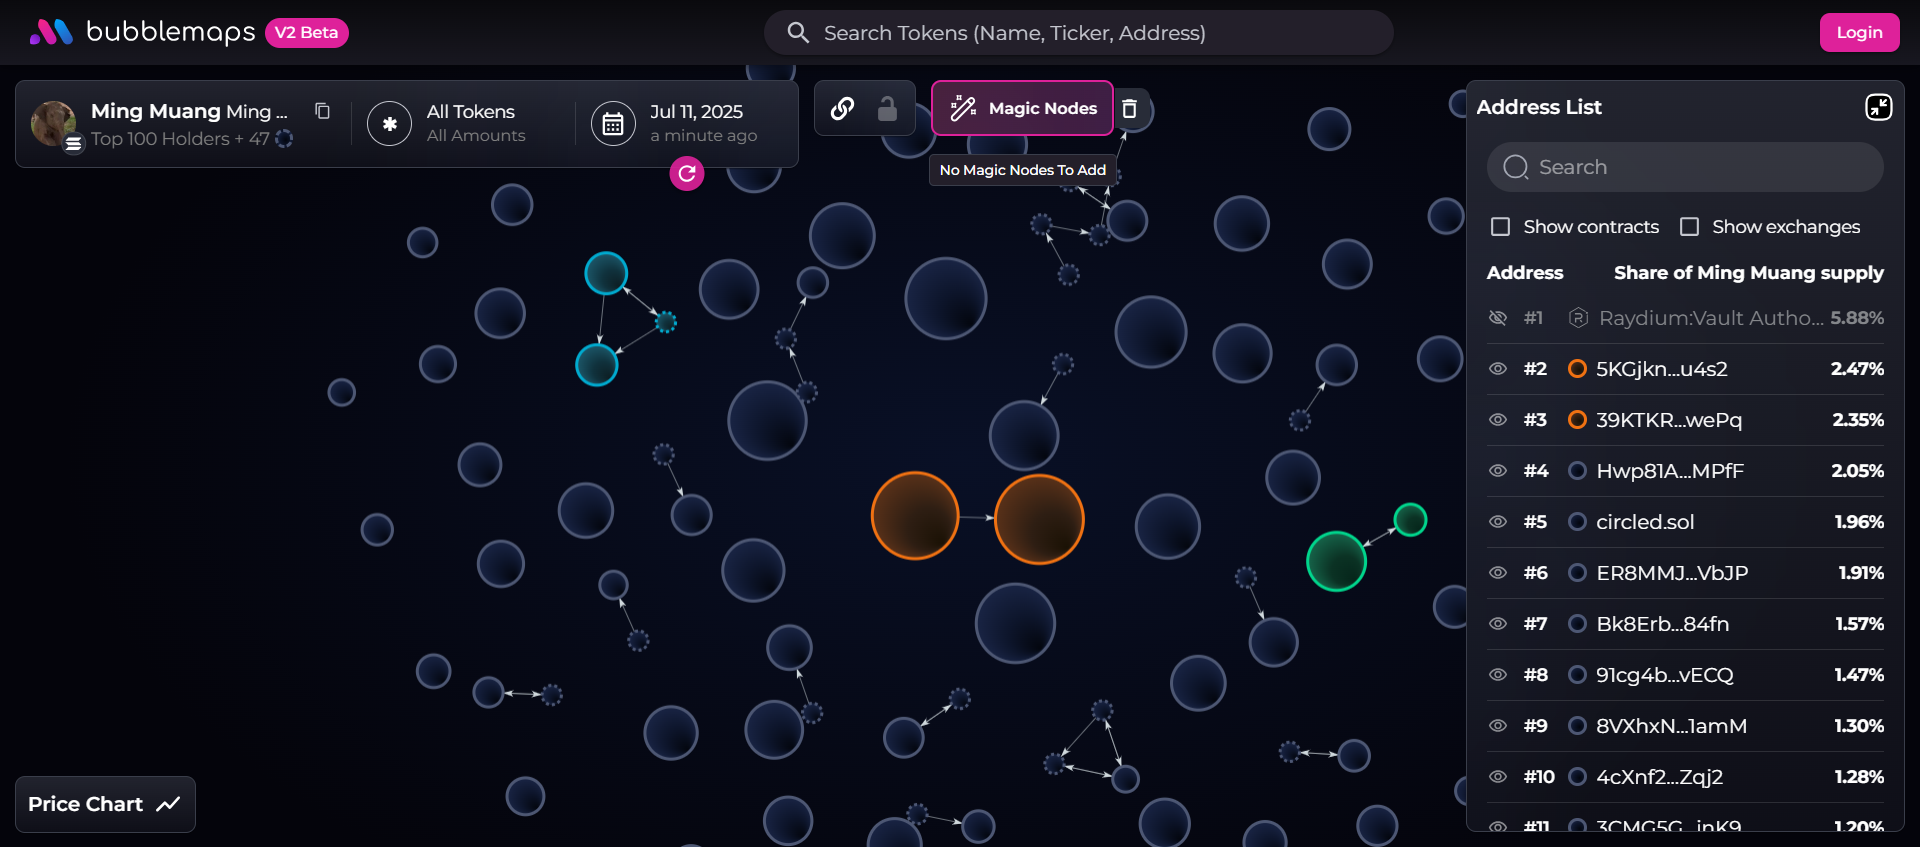 bubblemaps V2 Beta
Search Tokens (Name, Ticker, Address)
Login
Ming Muang Ming ...
Top 100 Holders + 47
All Tokens
All Amounts
Jul 11, 2025
a minute ago
Magic Nodes
No Magic Nodes To Add
Address List
Search
Show contracts Show exchanges
Address Share of Ming Muang supply
#1 Raydium:Vault Autho... 5.88%
#2 5KGjkn...u4s2 2.47%
#3 39KTKR...wePq 2.35%
#4 Hwp81A...MPfF 2.05%
#5 circled.sol 1.96%
#6 ER8MMJ...VbJP 1.91%
#7 Bk8Erb...84fn 1.57%
#8 91cg4b...vECQ 1.47%
#9 8VXhxN...1amM 1.30%
#10 4cXnf2...Zqj2 1.28%
#11 3CMG5G...inK9 1.20%
Price Chart